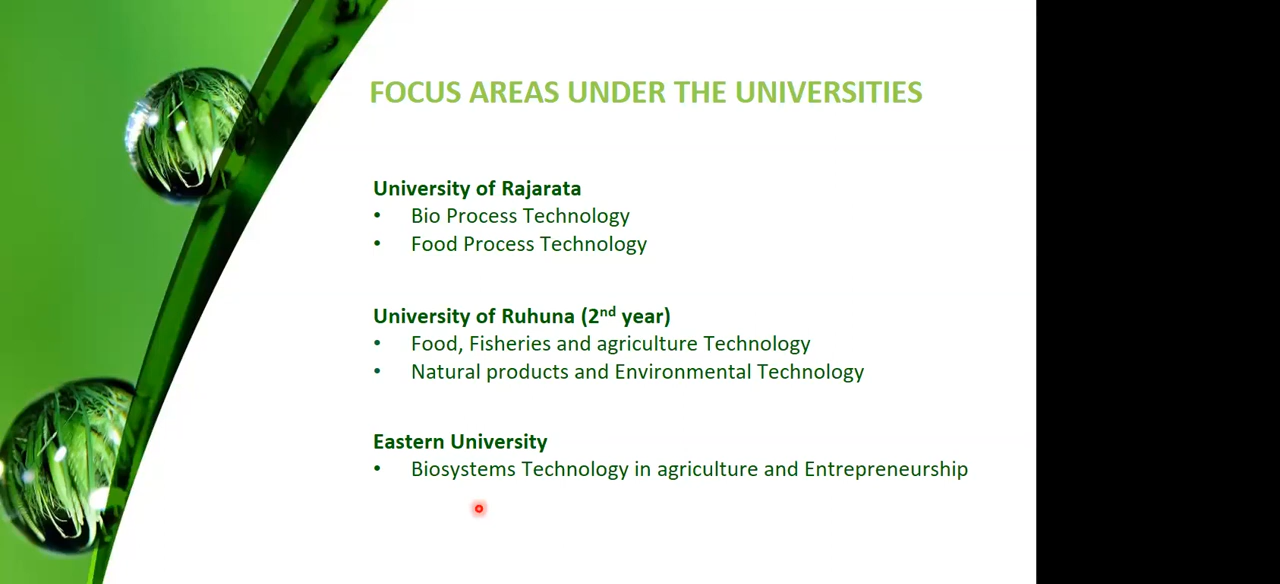 FOCUS AREAS UNDER THE UNIVERSITIES
University of Rajarata
• Bio Process Technology
• Food Process Technology
University of Ruhuna (2nd year)
• Food, Fisheries and agriculture Technology
• Natural products and Environmental Technology
Eastern University
• Biosystems Technology in agriculture and Entrepreneurship